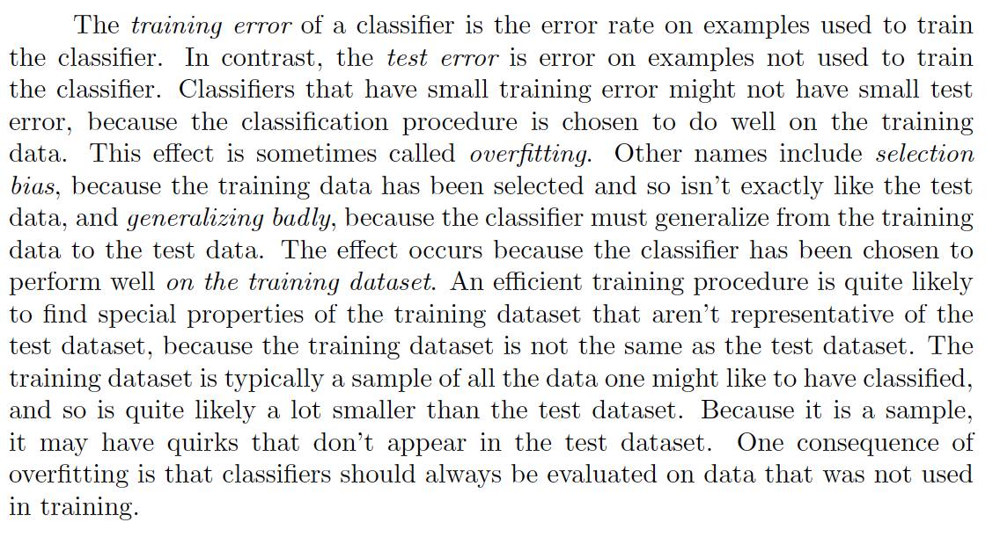 The training error of a classifier is the error rate on examples used to train
the classifier. In contrast, the test error is error on examples not used to train
the classifier. Classifiers that have small training error might not have small test
error, because the classification procedure is chosen to do well on the training
data. This effect is sometimes called overfitting. Other names include selection
bias, because the training data has been selected and so isn't exactly like the test
data, and generalizing badly, because the classifier must generalize from the training
data to the test data. The effect occurs because the classifier has been chosen to
perform well on the training dataset. An efficient training procedure is quite likely
to find special properties of the training dataset that aren't representative of the
test dataset, because the training dataset is not the same as the test dataset. The
training dataset is typically a sample of all the data one might like to have classified,
and so is quite likely a lot smaller than the test dataset. Because it is a sample,
it may have quirks that don't appear in the test dataset. One consequence of
overfitting is that classifiers should always be evaluated on data that was not used
in training.